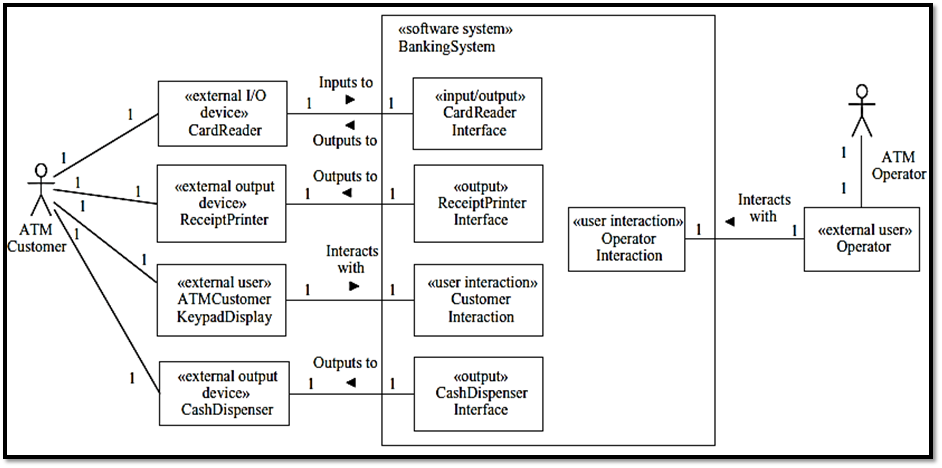 «software system»
BankingSystem
«external I/O
device»
CardReader
Inputs to
1
1
Outputs to
«input/output»
CardReader
Interface
1
1
«external output
device»
ReceiptPrinter
Outputs to
1
1
«output»
ReceiptPrinter
Interface
1
1
ATM
Customer
«external user»
ATMCustomer
KeypadDisplay
Interacts
with
1
1
«user interaction»
Customer
Interaction
1
1
«external output
device»
CashDispenser
Outputs to
1
1
«output»
CashDispenser
Interface
1
1
«user interaction»
Operator
Interaction
Interacts
with
1
1
«external user»
Operator
1
1
ATM
Operator